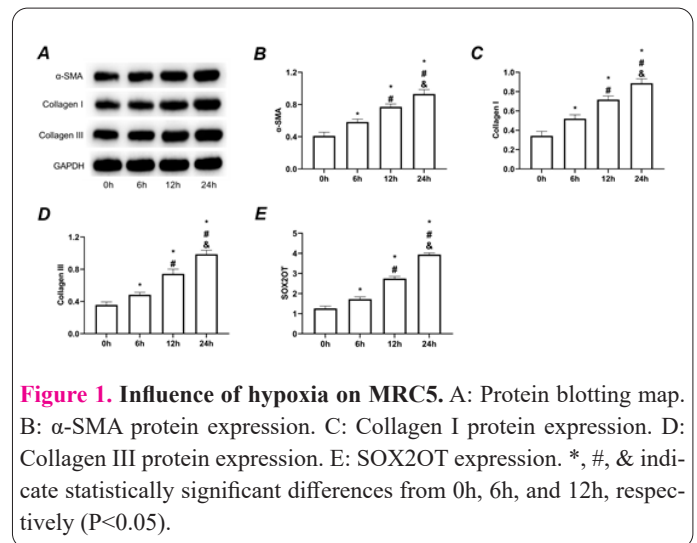 A
α-SMA
Collagen I
Collagen III
GAPDH
0h 6h 12h 24h
B
α-SMA
1.2
0.8
0.4
0.0
*
* #
* # &
0h 6h 12h 24h
C
Collagen I
1.0
0.8
0.6
0.4
0.2
0.0
*
* #
* # &
0h 6h 12h 24h
D
Collagen III
1.2
0.8
0.4
0.0
*
* #
* # &
0h 6h 12h 24h
E
SOX2OT
5
4
3
2
1
0
*
* #
* # &
0h 6h 12h 24h
Figure 1. Influence of hypoxia on MRC5. A: Protein blotting map.
B: α-SMA protein expression. C: Collagen I protein expression. D:
Collagen III protein expression. E: SOX2OT expression. *, #, & indi-
cate statistically significant differences from 0h, 6h, and 12h, respec-
tively (P<0.05).